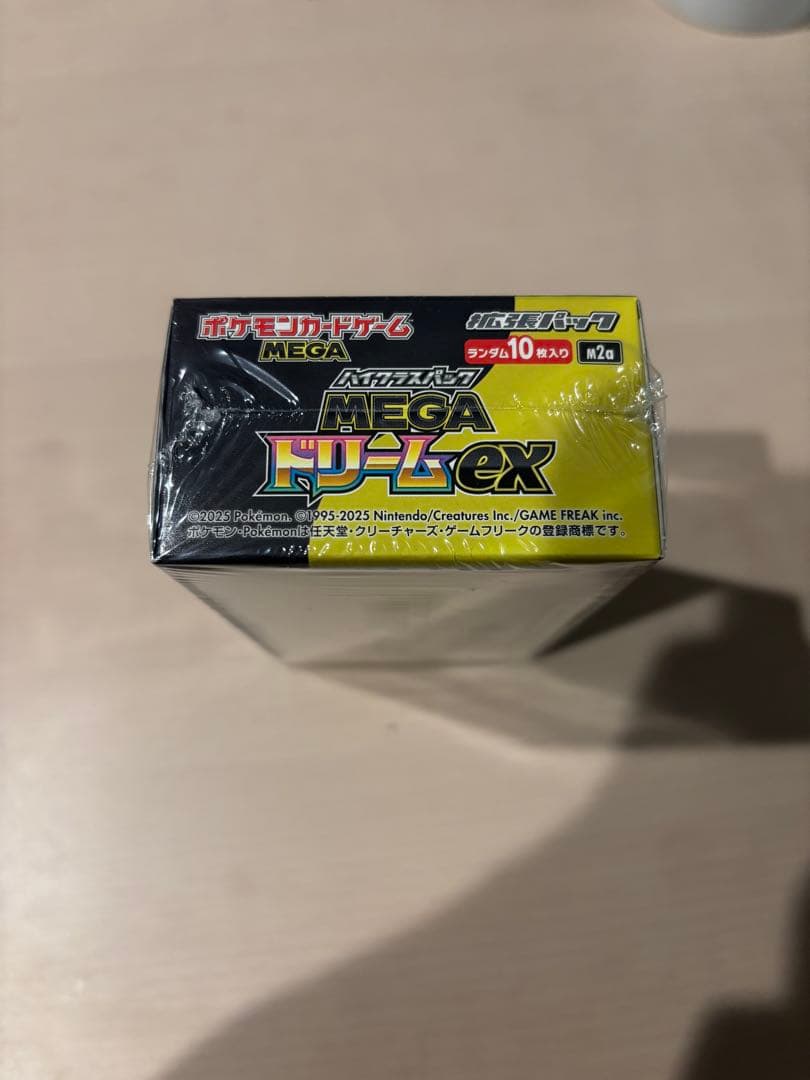 ポケモンカードゲーム
MEGA
拡張パック
ランダム10枚入り M2a
ハイクラスパック
MEGA
ドリームex
©2025 Pokémon. ©1995-2025 Nintendo/Creatures Inc./GAME FREAK inc.
ポケモン・Pokémonは任天堂・クリーチャーズ・ゲームフリークの登録商標です。